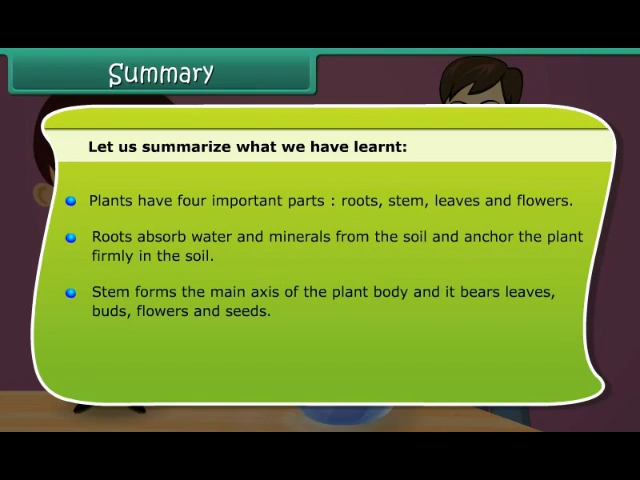 Summary
Let us summarize what we have learnt:
Plants have four important parts : roots, stem, leaves and flowers.
Roots absorb water and minerals from the soil and anchor the plant
firmly in the soil.
Stem forms the main axis of the plant body and it bears leaves,
buds, flowers and seeds.